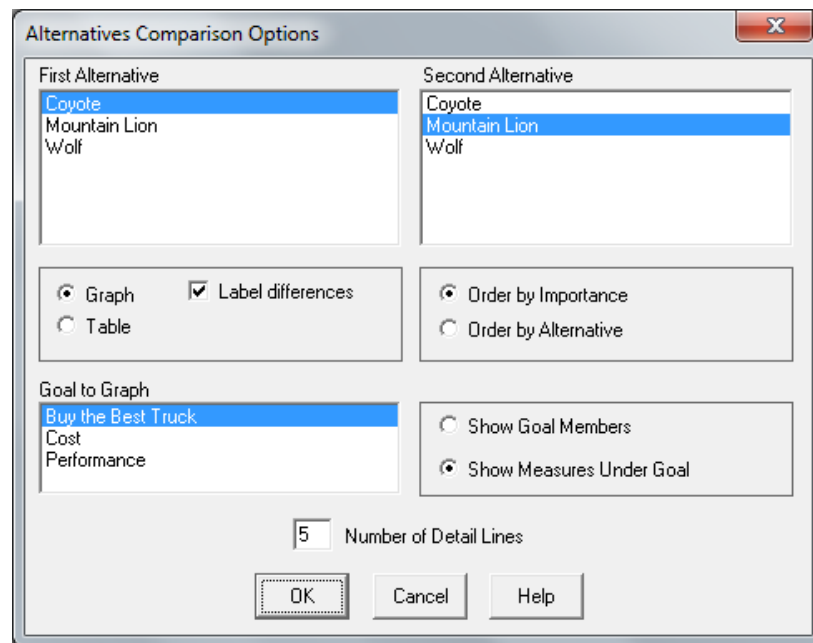 Alternatives Comparison Options
First Alternative
Coyote
Mountain Lion
Wolf
Second Alternative
Coyote
Mountain Lion
Wolf
Graph
Label differences
Table
Order by Importance
Order by Alternative
Goal to Graph
Buy the Best Truck
Cost
Performance
Show Goal Members
Show Measures Under Goal
5 Number of Detail Lines
OK
Cancel
Help